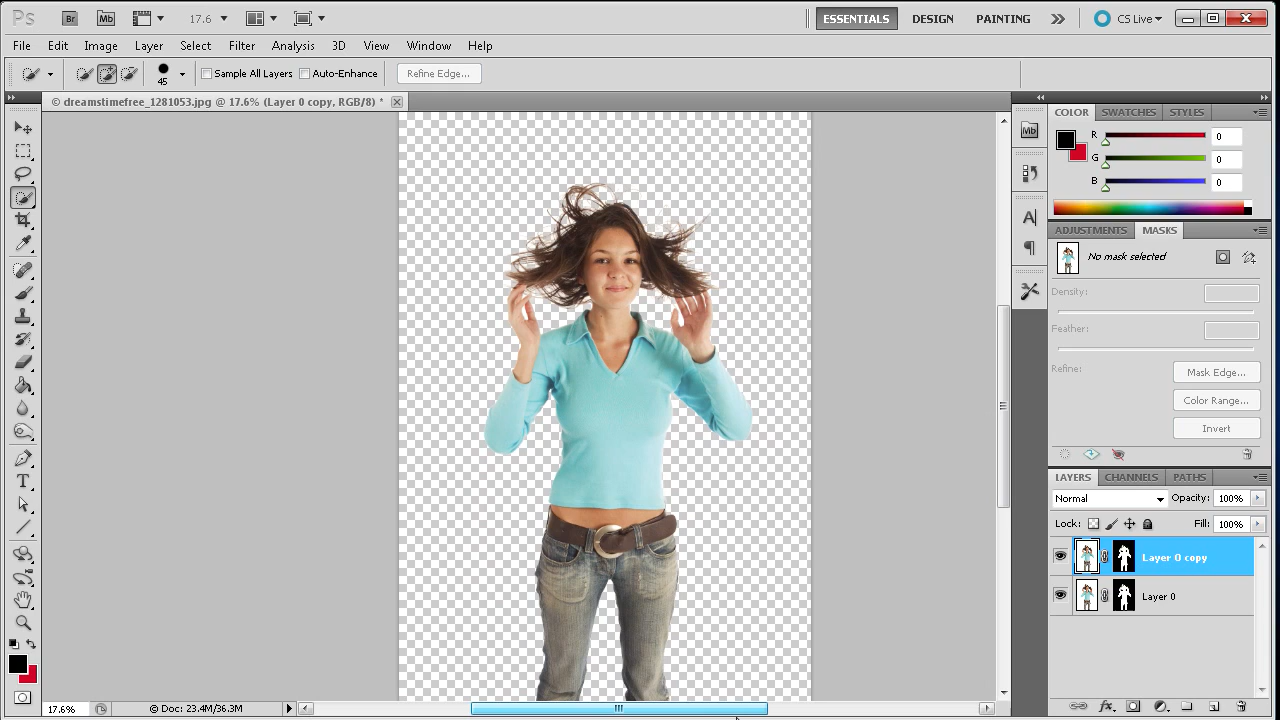 Ps Br Mb 17.6 ESSENTIALS DESIGN PAINTING CS Live
File Edit Image Layer Select Filter Analysis 3D View Window Help
45 Sample All Layers Auto-Enhance Refine Edge...
© dreamstimefree_1281053.jpg @ 17.6% (Layer 0 copy, RGB/8) *
COLOR SWATCHES STYLES
Mb
R 0
G 0
B 0
ADJUSTMENTS MASKS
No mask selected
Density:
Feather:
Refine: Mask Edge...
Color Range...
Invert
LAYERS CHANNELS PATHS
Normal Opacity: 100%
Lock: Fill: 100%
Layer 0 copy
Layer 0
17.6% © Doc: 23.4M/36.3M
fx